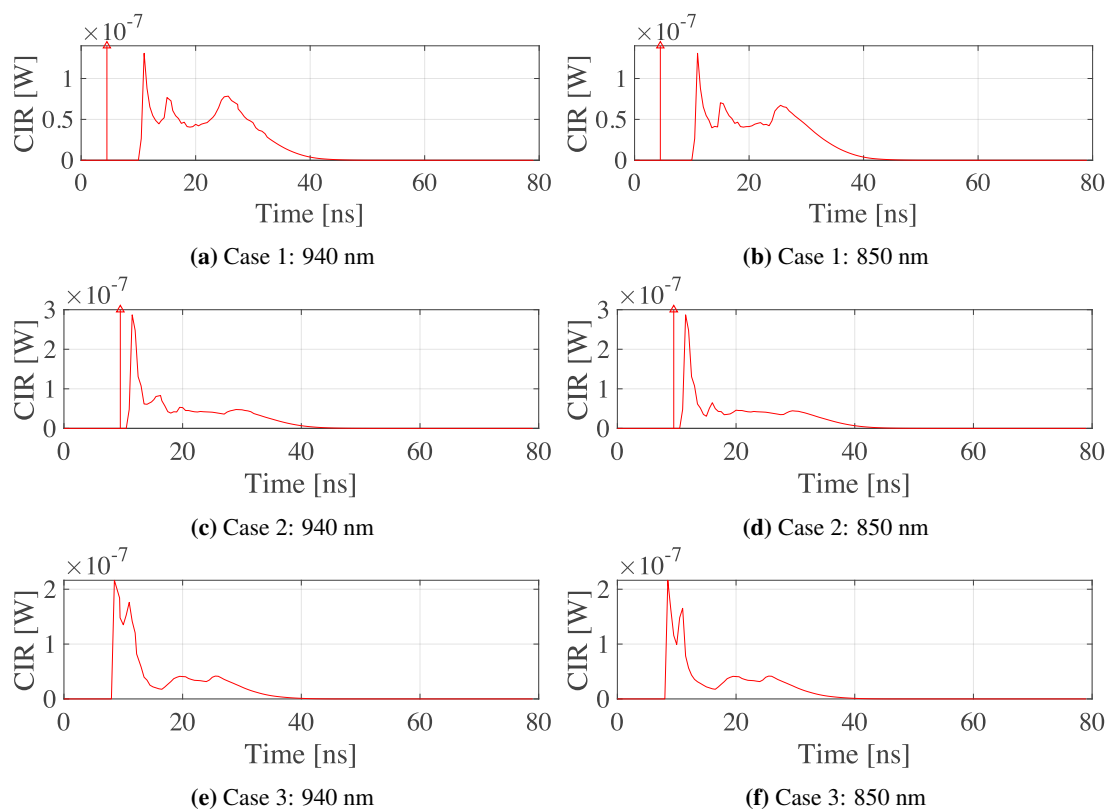 ×10^-7
×10^-7
CIR [W]
1
0.5
0
0 20 40 60 80
Time [ns]
CIR [W]
1
0.5
0
0 20 40 60 80
Time [ns]
(a) Case 1: 940 nm
(b) Case 1: 850 nm
×10^-7
×10^-7
CIR [W]
3
2
1
0
0 20 40 60 80
Time [ns]
CIR [W]
3
2
1
0
0 20 40 60 80
Time [ns]
(c) Case 2: 940 nm
(d) Case 2: 850 nm
×10^-7
×10^-7
CIR [W]
2
1
0
0 20 40 60 80
Time [ns]
CIR [W]
2
1
0
0 20 40 60 80
Time [ns]
(e) Case 3: 940 nm
(f) Case 3: 850 nm